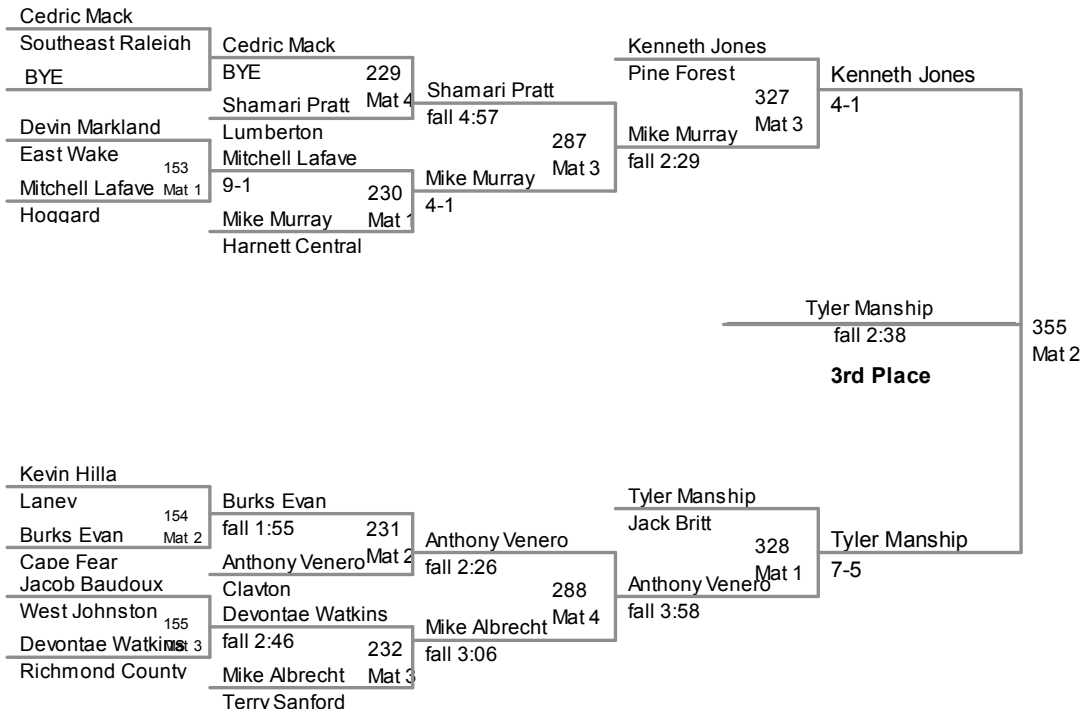 Cedric Mack
Southeast Raleigh
BYE
Devin Markland
East Wake
153
Mitchell Lafave Mat 1
Hoggard
Cedric Mack
BYE 229
Shamari Pratt Mat 4
Lumberton
Mitchell Lafave
9-1 230
Mike Murray Mat 1
Harnett Central
Shamari Pratt
fall 4:57
287
Mat 3
Mike Murray
4-1
Kenneth Jones
Pine Forest
327
Mat 3
Mike Murray
fall 2:29
Kenneth Jones
4-1
Tyler Manship
fall 2:38
3rd Place
355
Mat 2
Kevin Hilla
Laney
154
Burks Evan Mat 2
Cape Fear
Jacob Baudoux
West Johnston
155
Devontae Watkins Mat 3
Richmond County
Burks Evan
fall 1:55 231
Anthony Venero Mat 2
Clayton
Devontae Watkins
fall 2:46 232
Mike Albrecht Mat 3
Terry Sanford
Anthony Venero
fall 2:26
288
Mat 4
Mike Albrecht
fall 3:06
Tyler Manship
Jack Britt
328
Mat 1
Anthony Venero
fall 3:58
Tyler Manship
7-5